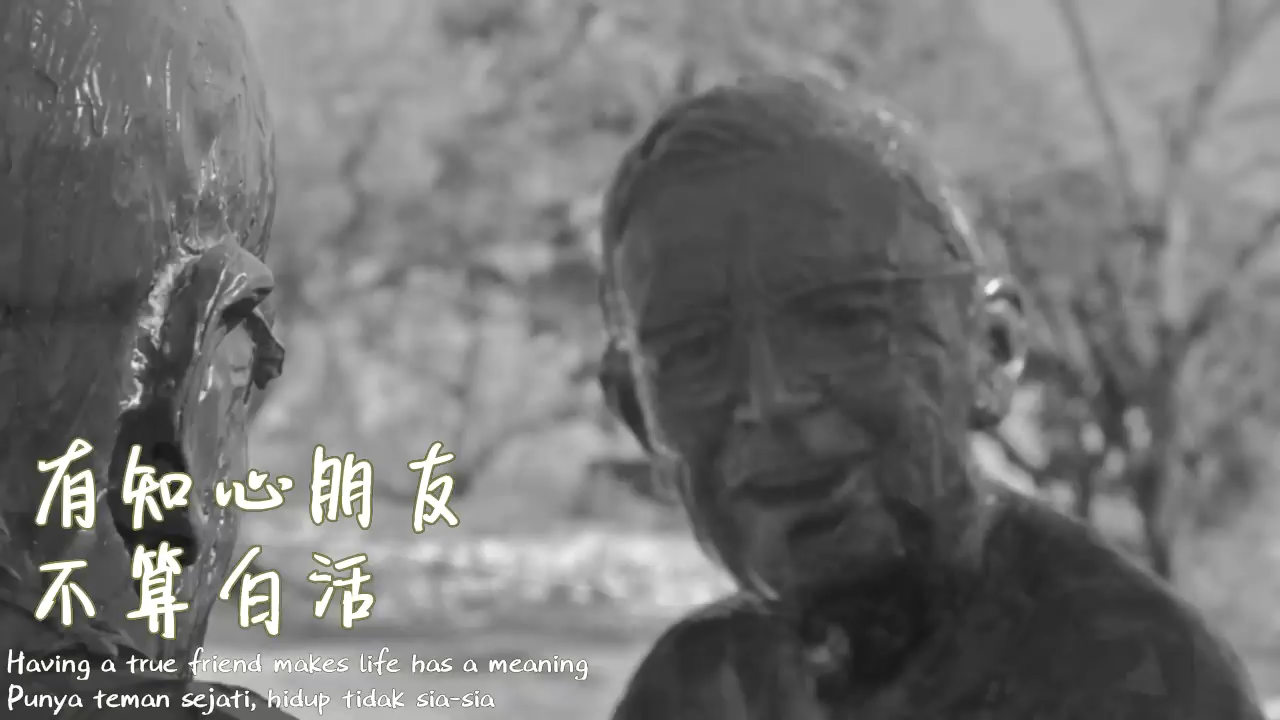 有知心朋友
不算白活
Having a true friend makes life has a meaning
Punya teman sejati, hidup tidak sia-sia